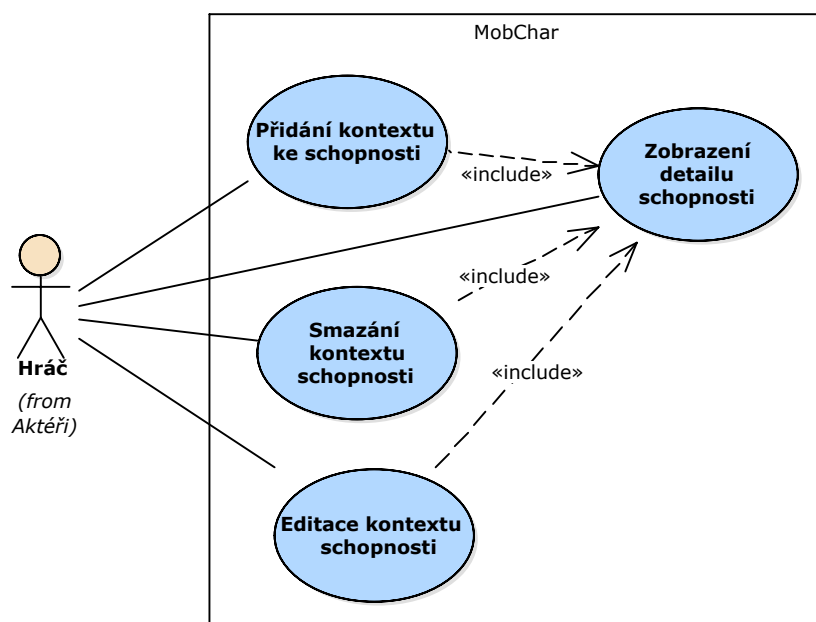 MobChar
Přidání kontextu
ke schopnosti
Zobrazení
detailu
schopnosti
«include»
«include»
Smazání
kontextu
schopnosti
«include»
Hráč
(from
Aktéři)
Editace kontextu
schopnosti